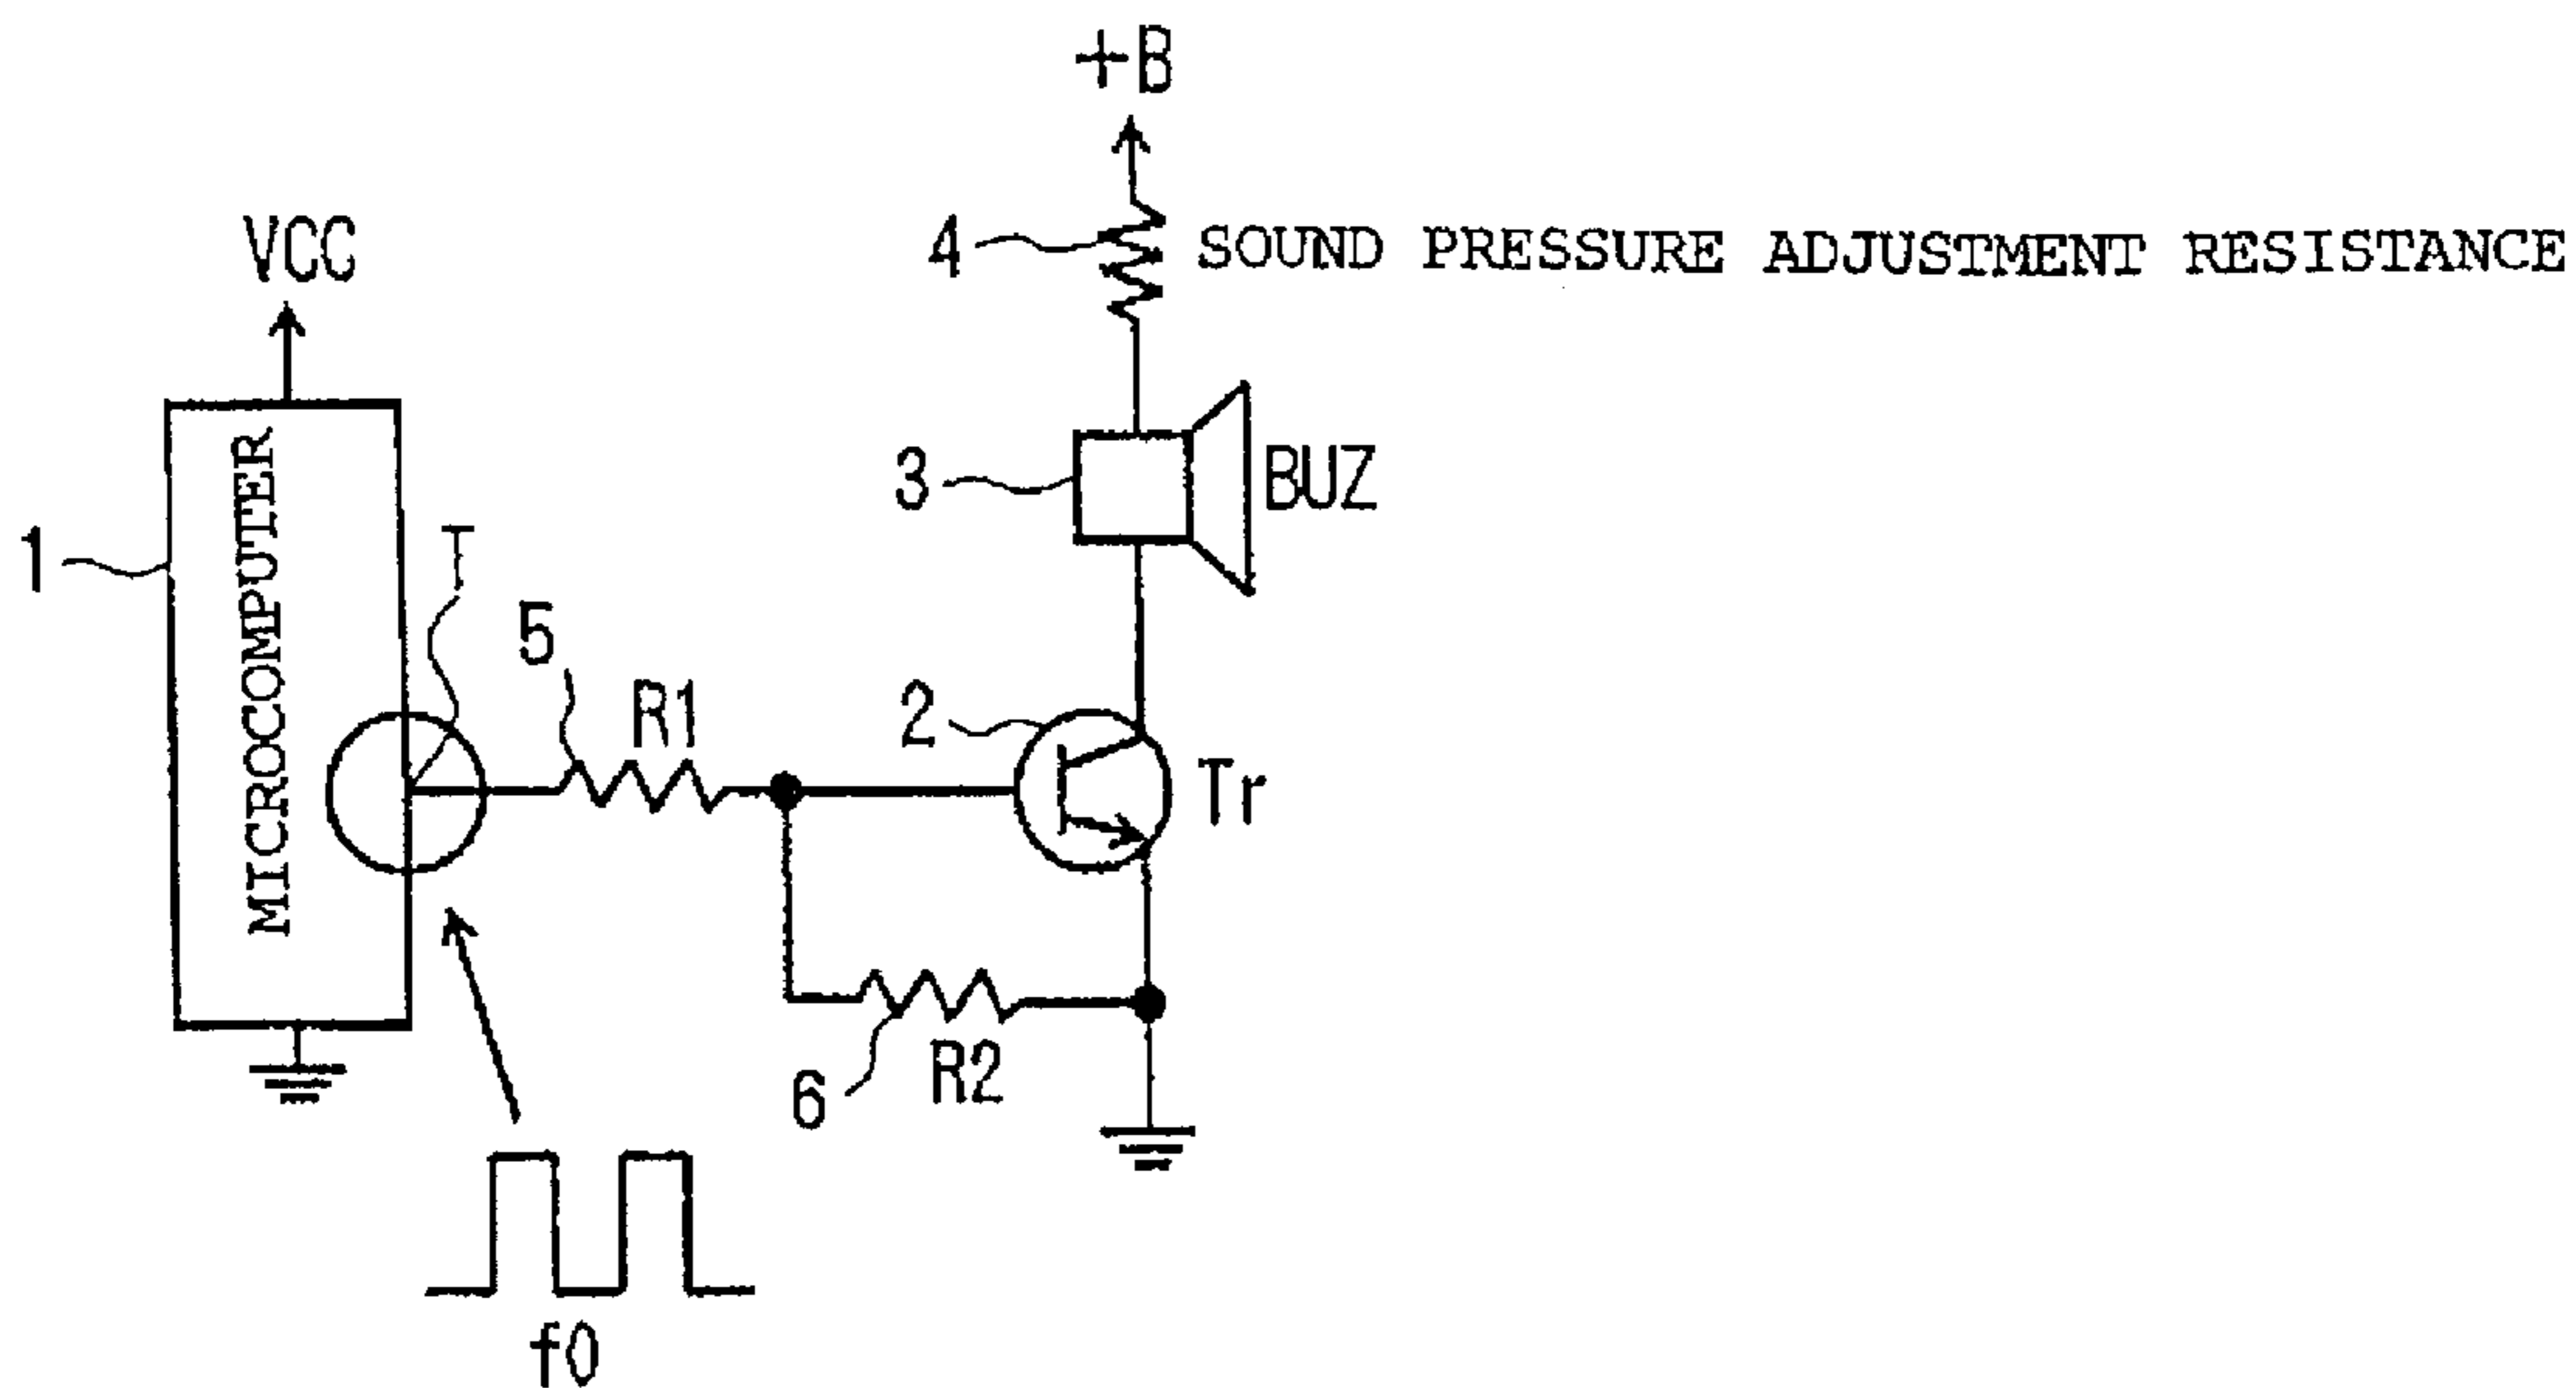 +B
VCC
4 SOUND PRESSURE ADJUSTMENT RESISTANCE
3 BUZ
1 MICROCOMPUTER
T
5
R1
2
Tr
6
R2
f0